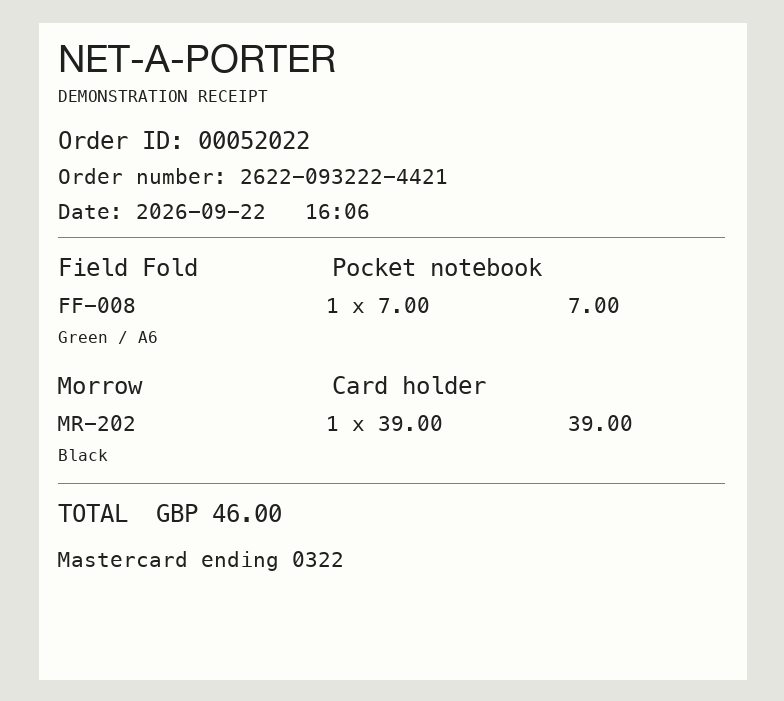 NET-A-PORTER
DEMONSTRATION RECEIPT
Order ID: 00052022
Order number: 2622-093222-4421
Date: 2026-09-22 16:06
Field Fold Pocket notebook
FF-008 1 x 7.00 7.00
Green / A6
Morrow Card holder
MR-202 1 x 39.00 39.00
Black
TOTAL GBP 46.00
Mastercard ending 0322